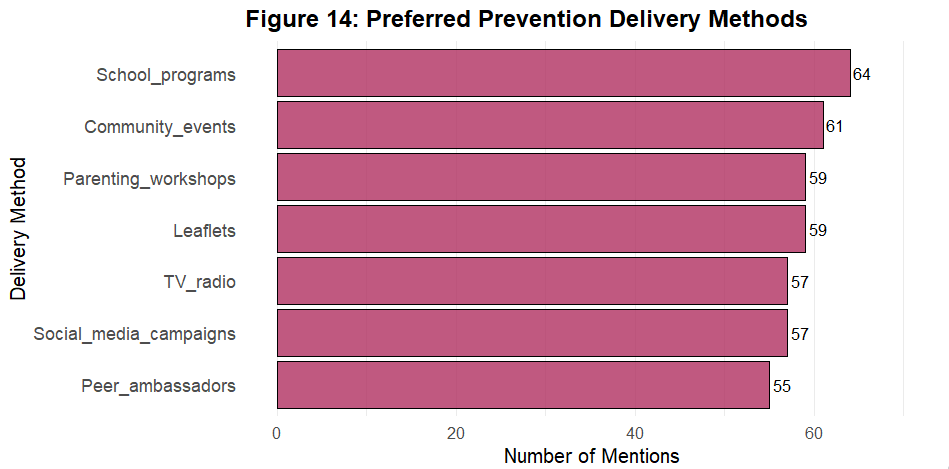 Figure 14: Preferred Prevention Delivery Methods
Delivery Method
School_programs 64
Community_events 61
Parenting_workshops 59
Leaflets 59
TV_radio 57
Social_media_campaigns 57
Peer_ambassadors 55
0 20 40 60
Number of Mentions